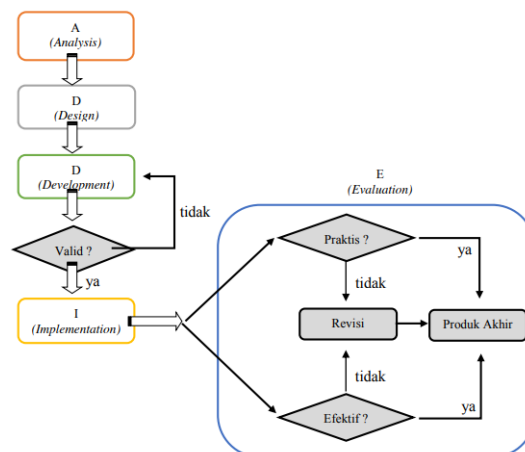 A
(Analysis)
D
(Design)
D
(Development)
tidak
Valid ?
ya
I
(Implementation)
E
(Evaluation)
Praktis ?
ya
tidak
Revisi
Produk Akhir
tidak
ya
Efektif ?